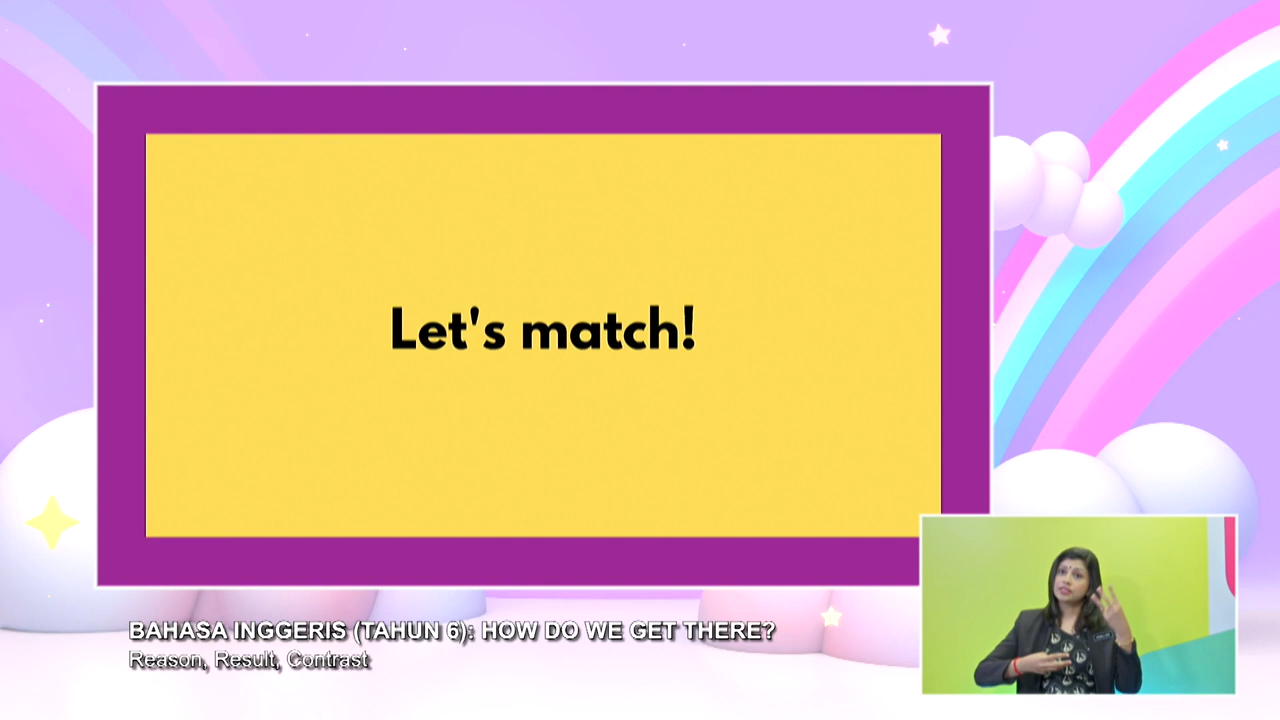 Let's match!
BAHASA INGGERIS (TAHUN 6): HOW DO WE GET THERE?
Reason, Result, Contrast